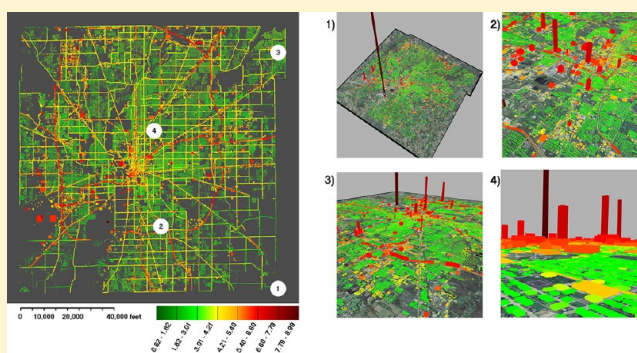 3
4
2
1
0 10,000 20,000 40,000 feet
0.62 - 1.82
1.82 - 3.01
3.01 - 4.21
4.21 - 5.40
5.40 - 6.60
6.60 - 7.79
7.79 - 8.99
1)
2)
3)
4)